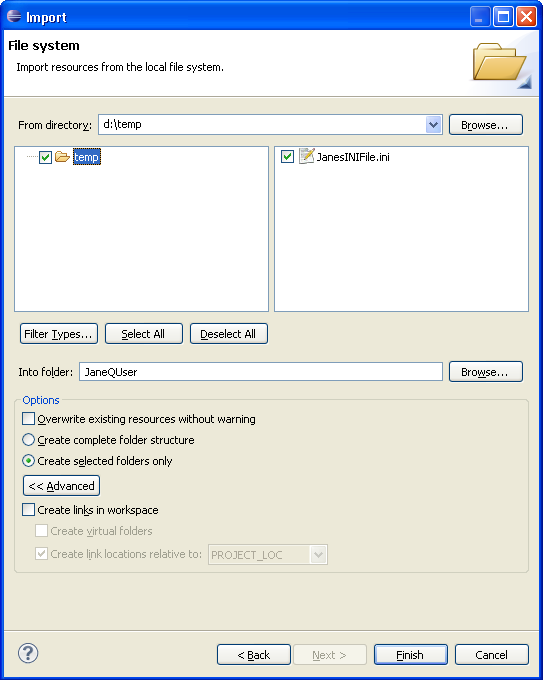 Import
File system
Import resources from the local file system.
From directory: d:\temp Browse...
temp JanesINIFile.ini
Filter Types... Select All Deselect All
Into folder: JaneQUser Browse...
Options
Overwrite existing resources without warning
Create complete folder structure
Create selected folders only
<< Advanced
Create links in workspace
Create virtual folders
Create link locations relative to: PROJECT_LOC
? < Back Next > Finish Cancel